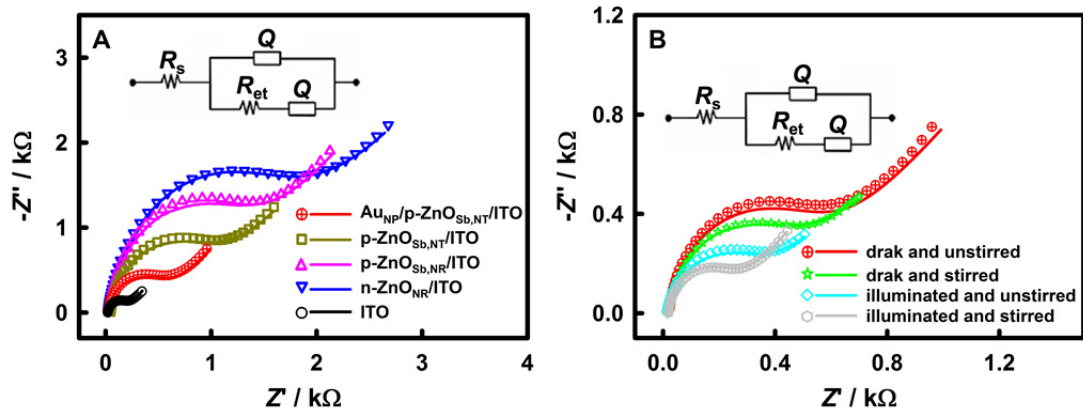 A
Q
Rs
Ret
Q
-Z'' / kΩ
3
2
1
0
AuNP/p-ZnOSb,NT/ITO
p-ZnOSb,NT/ITO
p-ZnOSb,NR/ITO
n-ZnONR/ITO
ITO
0
1
2
3
4
Z' / kΩ
B
Q
Rs
Ret
Q
-Z'' / kΩ
1.2
0.8
0.4
0.0
drak and unstirred
drak and stirred
illuminated and unstirred
illuminated and stirred
0.0
0.4
0.8
1.2
Z' / kΩ